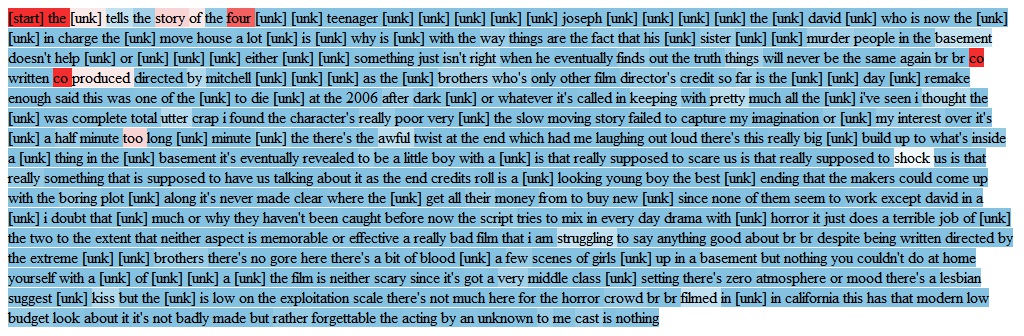 [start] the [unk] tells the story of the four [unk] [unk] teenager [unk] [unk] [unk] [unk] [unk] joseph [unk] [unk] [unk] [unk] the [unk] david [unk] who is now the [unk]
[unk] in charge the [unk] move house a lot [unk] is [unk] why is [unk] with the way things are the fact that his [unk] sister [unk] [unk] murder people in the basement
doesn't help [unk] or [unk] [unk] [unk] either [unk] [unk] something just isn't right when he eventually finds out the truth things will never be the same again br br co
written co produced directed by mitchell [unk] [unk] [unk] as the [unk] brothers who's only other film director's credit so far is the [unk] [unk] day [unk] remake
enough said this was one of the [unk] to die [unk] at the 2006 after dark [unk] or whatever it's called in keeping with pretty much all the [unk] i've seen i thought the
[unk] was complete total utter crap i found the character's really poor very [unk] the slow moving story failed to capture my imagination or [unk] my interest over it's
[unk] a half minute too long [unk] minute [unk] the there's the awful twist at the end which had me laughing out loud there's this really big [unk] build up to what's inside
a [unk] thing in the [unk] basement it's eventually revealed to be a little boy with a [unk] is that really supposed to scare us is that really supposed to shock us is that
really something that is supposed to have us talking about it as the end credits roll is a [unk] looking young boy the best [unk] ending that the makers could come up
with the boring plot [unk] along it's never made clear where the [unk] get all their money from to buy new [unk] since none of them seem to work except david in a
[unk] i doubt that [unk] much or why they haven't been caught before now the script tries to mix in every day drama with [unk] horror it just does a terrible job of [unk]
the two to the extent that neither aspect is memorable or effective a really bad film that i am struggling to say anything good about br br despite being written directed by
the extreme [unk] brothers there's no gore here there's a bit of blood [unk] a few scenes of girls [unk] up in a basement but nothing you couldn't do at home
yourself with a [unk] of [unk] [unk] a [unk] the film is neither scary since it's got a very middle class [unk] setting there's zero atmosphere or mood there's a lesbian
suggest [unk] kiss but the [unk] is low on the exploitation scale there's not much here for the horror crowd br br filmed in [unk] in california this has that modern low
budget look about it it's not badly made but rather forgettable the acting by an unknown to me cast is nothing